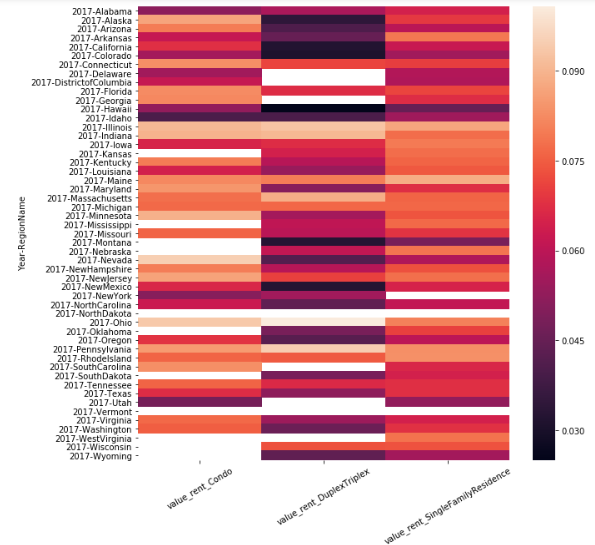 2017-Alabama
2017-Alaska
2017-Arizona
2017-Arkansas
2017-California
2017-Colorado
2017-Connecticut
2017-Delaware
2017-DistrictofColumbia
2017-Florida
2017-Georgia
2017-Hawaii
2017-Idaho
2017-Illinois
2017-Indiana
2017-Iowa
2017-Kansas
2017-Kentucky
2017-Louisiana
2017-Maine
2017-Maryland
2017-Massachusetts
2017-Michigan
2017-Minnesota
2017-Mississippi
2017-Missouri
2017-Montana
2017-Nebraska
2017-Nevada
2017-NewHampshire
2017-NewJersey
2017-NewMexico
2017-NewYork
2017-NorthCarolina
2017-NorthDakota
2017-Ohio
2017-Oklahoma
2017-Oregon
2017-Pennsylvania
2017-RhodeIsland
2017-SouthCarolina
2017-SouthDakota
2017-Tennessee
2017-Texas
2017-Utah
2017-Vermont
2017-Virginia
2017-Washington
2017-WestVirginia
2017-Wisconsin
2017-Wyoming
Year-RegionName
value_rent_Condo
value_rent_DuplexTriplex
value_rent_SingleFamilyResidence
0.090
0.075
0.060
0.045
0.030